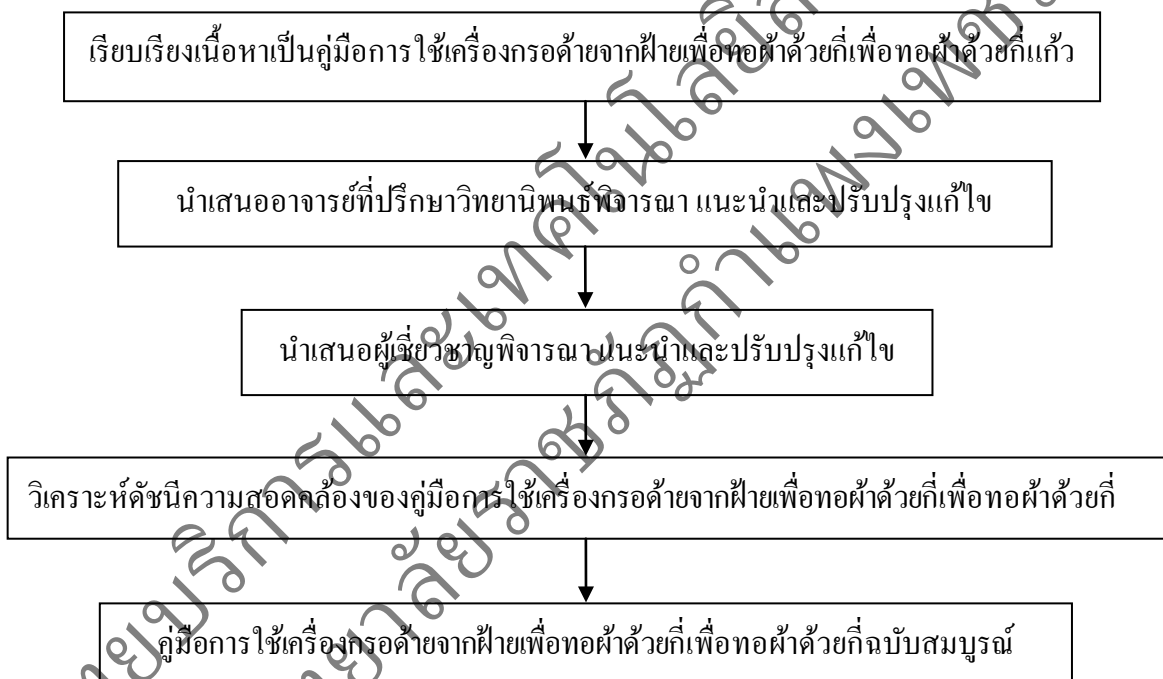 เรียบเรียงเนื้อหาเป็นคู่มือการใช้เครื่องกรอด้ายจากฝ้ายเพื่อทอผ้าด้วยกี่เพื่อทอผ้าด้วยกี่แก้ว
นำเสนออาจารย์ที่ปรึกษาวิทยานิพนธ์พิจารณา แนะนำและปรับปรุงแก้ไข
นำเสนอผู้เชี่ยวชาญพิจารณา แนะนำและปรับปรุงแก้ไข
วิเคราะห์ดัชนีความสอดคล้องของคู่มือการใช้เครื่องกรอด้ายจากฝ้ายเพื่อทอผ้าด้วยกี่เพื่อทอผ้าด้วยกี่
คู่มือการใช้เครื่องกรอด้ายจากฝ้ายเพื่อทอผ้าด้วยกี่เพื่อทอผ้าด้วยกี่ฉบับสมบูรณ์